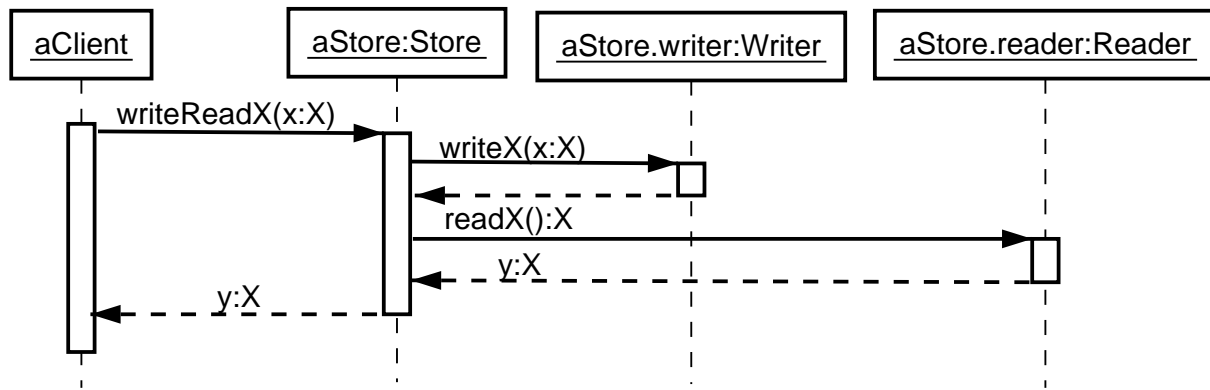 aClient
aStore:Store
aStore.writer:Writer
aStore.reader:Reader
writeReadX(x:X)
writeX(x:X)
readX():X
y:X
y:X